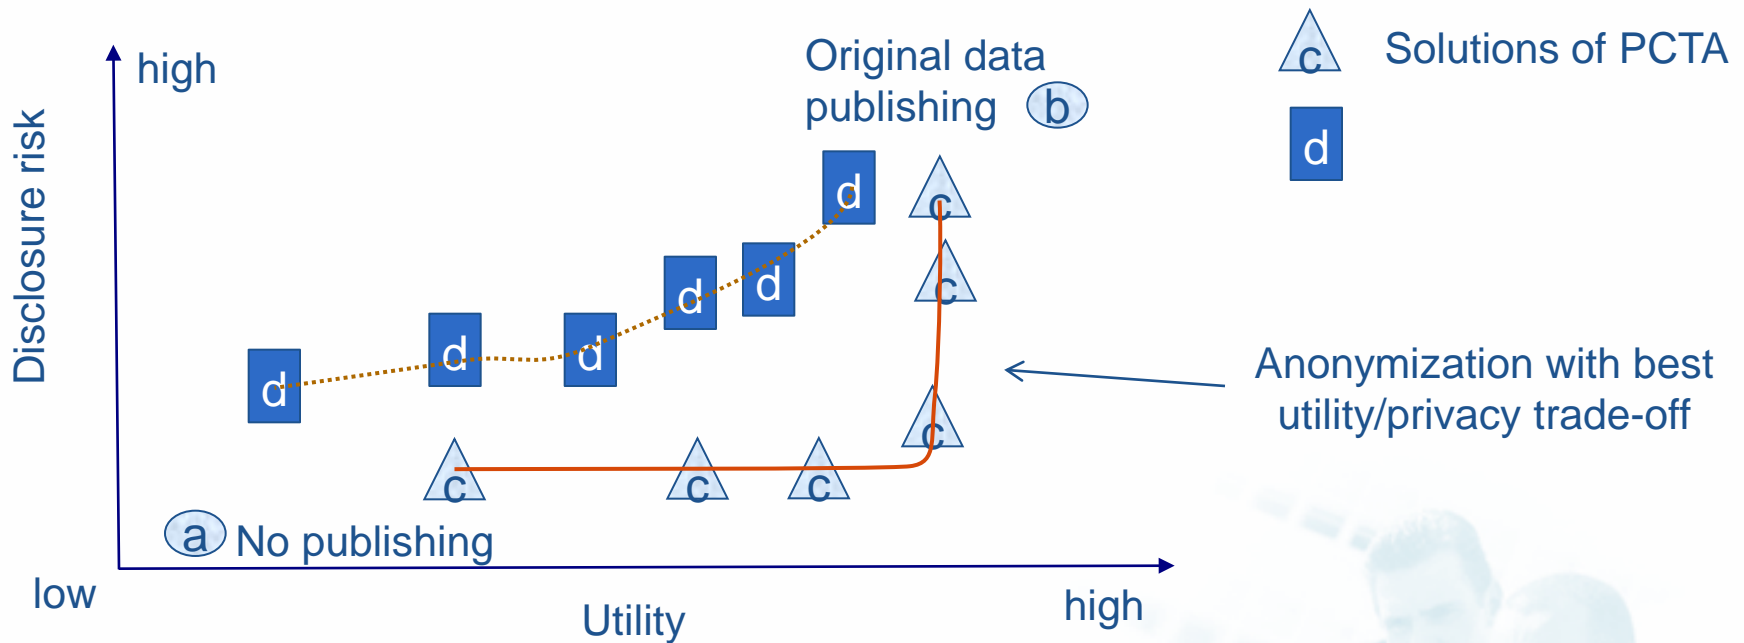 high
Original data
publishing b
c Solutions of PCTA
d
Disclosure risk
d
d
d
d
d
d
c
c
c
c
c
c
Anonymization with best
utility/privacy trade-off
a No publishing
low
Utility
high